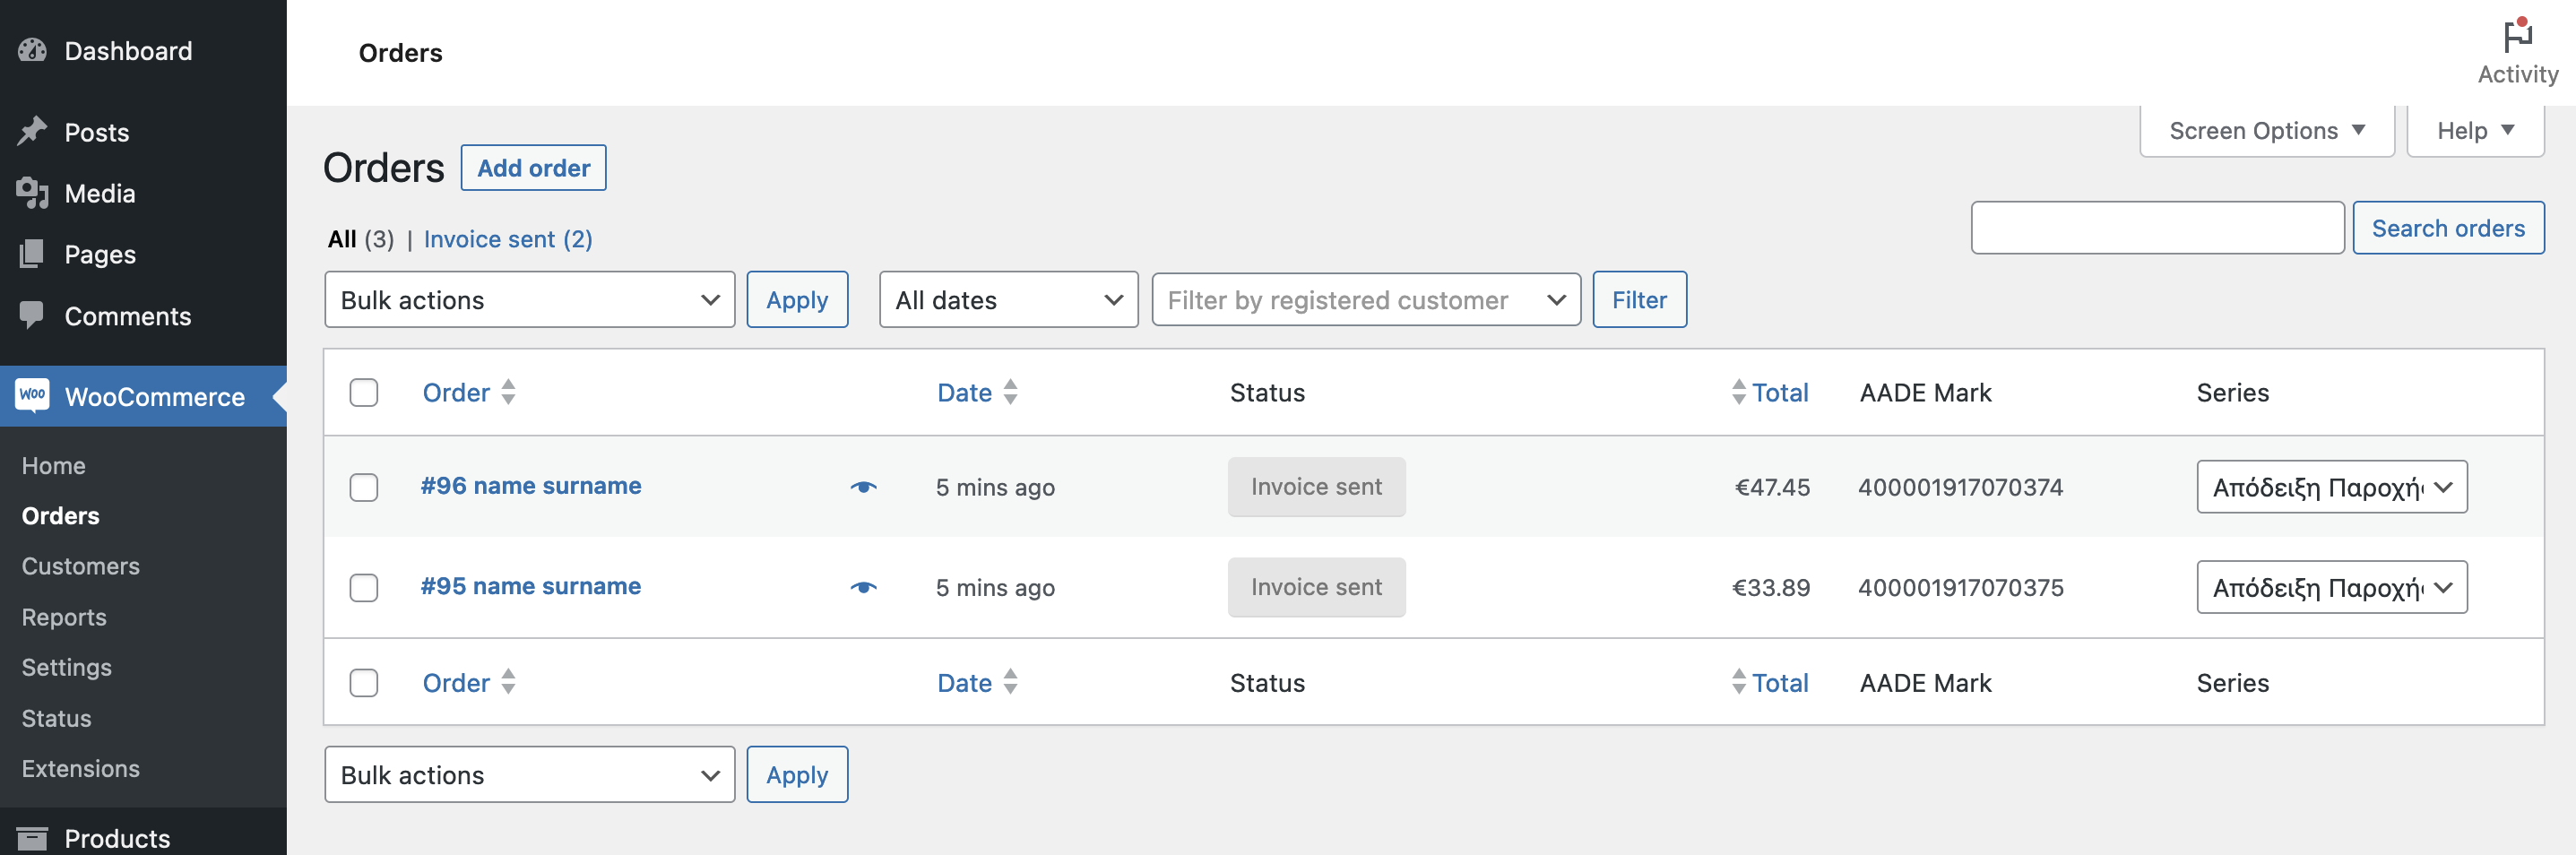 Dashboard
Posts
Media
Pages
Comments
Woo WooCommerce
Home
Orders
Customers
Reports
Settings
Status
Extensions
Products
Orders
Activity
Screen Options ▼
Help ▼
Orders
Add order
All (3) | Invoice sent (2)
Search orders
Bulk actions
Apply
All dates
Filter by registered customer
Filter
Order Date Status Total AADE Mark Series
#96 name surname 5 mins ago Invoice sent €47.45 400001917070374 Απόδειξη Παροχή
#95 name surname 5 mins ago Invoice sent €33.89 400001917070375 Απόδειξη Παροχή
Order Date Status Total AADE Mark Series
Bulk actions
Apply